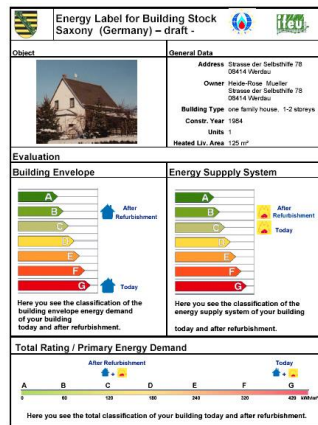 Energy Label for Building Stock
Saxony (Germany) – draft -
ifeu
Object
General Data
Address Strasse der Selbsthilfe 78
08414 Werdau
Owner Heide-Rose Mueller
Strasse der Selbsthilfe 78
08414 Werdau
Building Type one family house. 1-2 storeys
Constr. Year 1984
Units 1
Heated Liv. Area 125 m²
Evaluation
Building Envelope
A
B
C
D
E
F
G
After
Refurbishment
Today
Here you see the classification of the
building envelope energy demand
of your building
today and after refurbishment.
Energy Suppply System
A
B
C
D
E
F
G
After
Refurbishment
Today
Here you see the classification of the
energy supply system of your building
today and after refurbishment.
Total Rating / Primary Energy Demand
After Refurbishment
+
Today
+
A B C D E F G
0 60 120 180 240 320 420 kWh/m²
Here you see the total classification of your building today and after refurbishment.